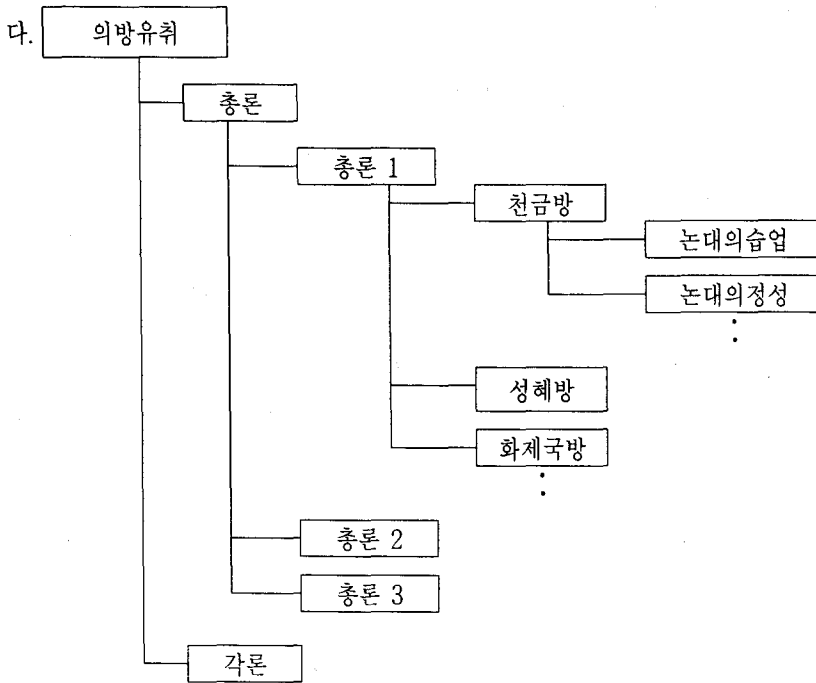 다. 의방유취
총론
총론 1
천금방
논대의습업
논대의정성
성혜방
화제국방
총론 2
총론 3
각론